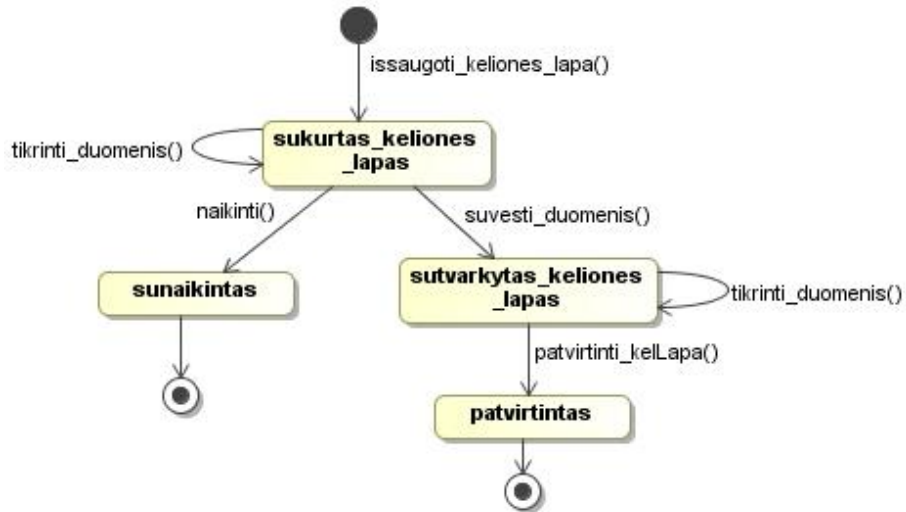 issaugoti_keliones_lapa()
sukurtas_keliones
_lapas
tikrinti_duomenis()
naikinti()
suvesti_duomenis()
sunaikintas
sutvarkytas_keliones
_lapas
tikrinti_duomenis()
patvirtinti_kelLapa()
patvirtintas